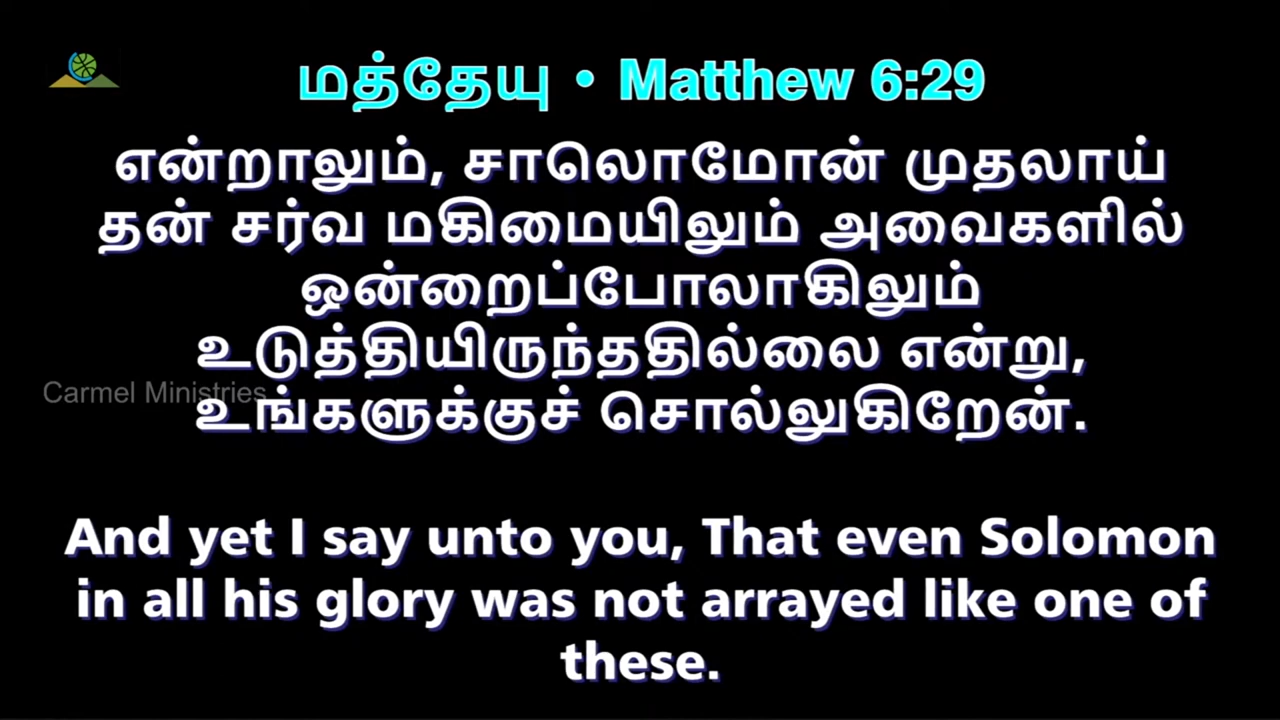 மத்தேயு • Matthew 6:29
என்றாலும், சாலொமோன் முதலாய்
தன் சர்வ மகிமையிலும் அவைகளில்
ஒன்றைப்போலாகிலும்
உடுத்தியிருந்ததில்லை என்று,
Carmel Ministries
உங்களுக்குச் சொல்லுகிறேன்.
And yet I say unto you, That even Solomon
in all his glory was not arrayed like one of
these.